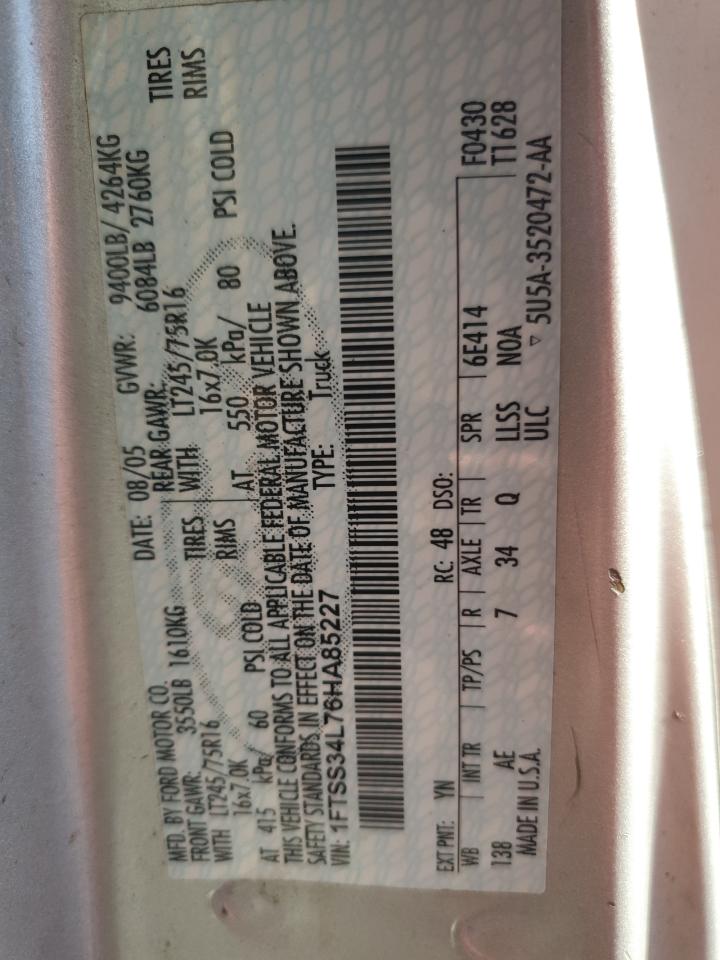 MFD. BY FORD MOTOR CO. DATE: 08/05 GVWR: 9400LB/ 4264KG
FRONT GAWR: 3550LB 1610KG REAR GAWR: 6084LB 2760KG
WITH LT245/75R16 TIRES WITH LT245/75R16 TIRES
16x7.0K RIMS 16x7.0K RIMS
AT 415 kPa/ 60 PSI COLD AT 550 kPa/ 80 PSI COLD
THIS VEHICLE CONFORMS TO ALL APPLICABLE FEDERAL MOTOR VEHICLE
SAFETY STANDARDS IN EFFECT ON THE DATE OF MANUFACTURE SHOWN ABOVE.
VIN: 1FTSS34L76HA85227 TYPE: Truck
EXT PNT: YN RC: 48 DSO:
WB INT TR TP/PS R AXLE TR SPR 6E414 F0430
138 AE 7 34 Q LLSS NOA T1628
MADE IN U.S.A. ULC ▿ 5U5A-3520472-AA